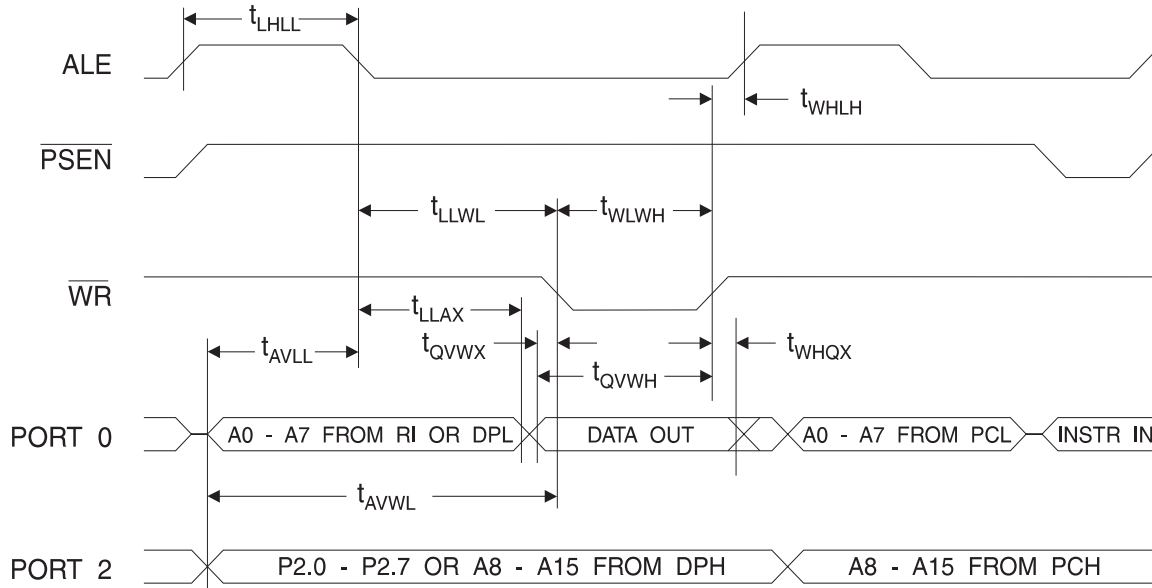 tLHLL
ALE
tWHLH
PSEN
tLLWL
tWLWH
WR
tLLAX
tAVLL
tQVWX
tWHQX
tQVWH
PORT 0
A0 - A7 FROM RI OR DPL
DATA OUT
A0 - A7 FROM PCL
INSTR IN
tAVWL
PORT 2
P2.0 - P2.7 OR A8 - A15 FROM DPH
A8 - A15 FROM PCH